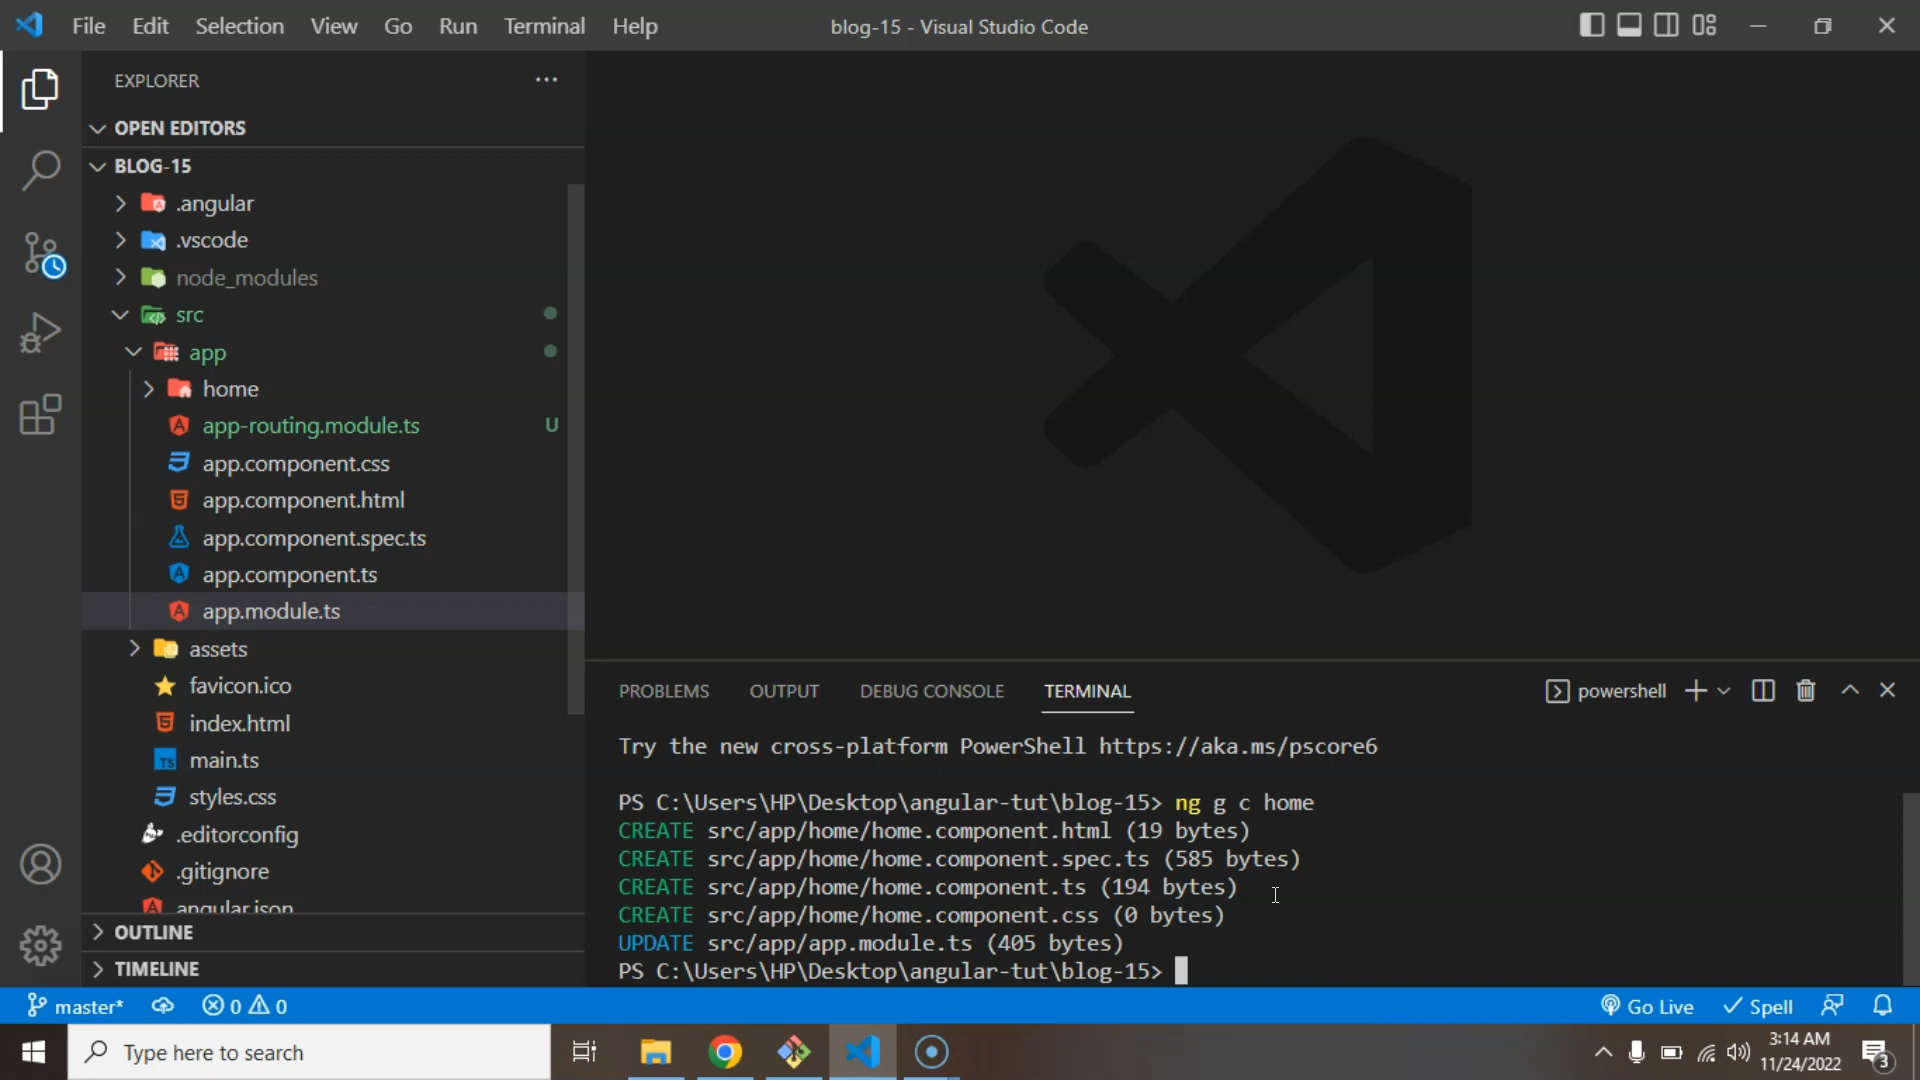 File Edit Selection View Go Run Terminal Help
blog-15 - Visual Studio Code
EXPLORER
OPEN EDITORS
BLOG-15
.angular
.vscode
node_modules
src
app
home
app-routing.module.ts U
app.component.css
app.component.html
app.component.spec.ts
app.component.ts
app.module.ts
assets
favicon.ico
index.html
main.ts
styles.css
.editorconfig
.gitignore
angular.json
OUTLINE
TIMELINE
PROBLEMS OUTPUT DEBUG CONSOLE TERMINAL
powershell
Try the new cross-platform PowerShell https://aka.ms/pscore6
PS C:\Users\HP\Desktop\angular-tut\blog-15> ng g c home
CREATE src/app/home/home.component.html (19 bytes)
CREATE src/app/home/home.component.spec.ts (585 bytes)
CREATE src/app/home/home.component.ts (194 bytes)
CREATE src/app/home/home.component.css (0 bytes)
UPDATE src/app/app.module.ts (405 bytes)
PS C:\Users\HP\Desktop\angular-tut\blog-15>
master* 0 0 Go Live Spell
Type here to search
3:14 AM
11/24/2022
3